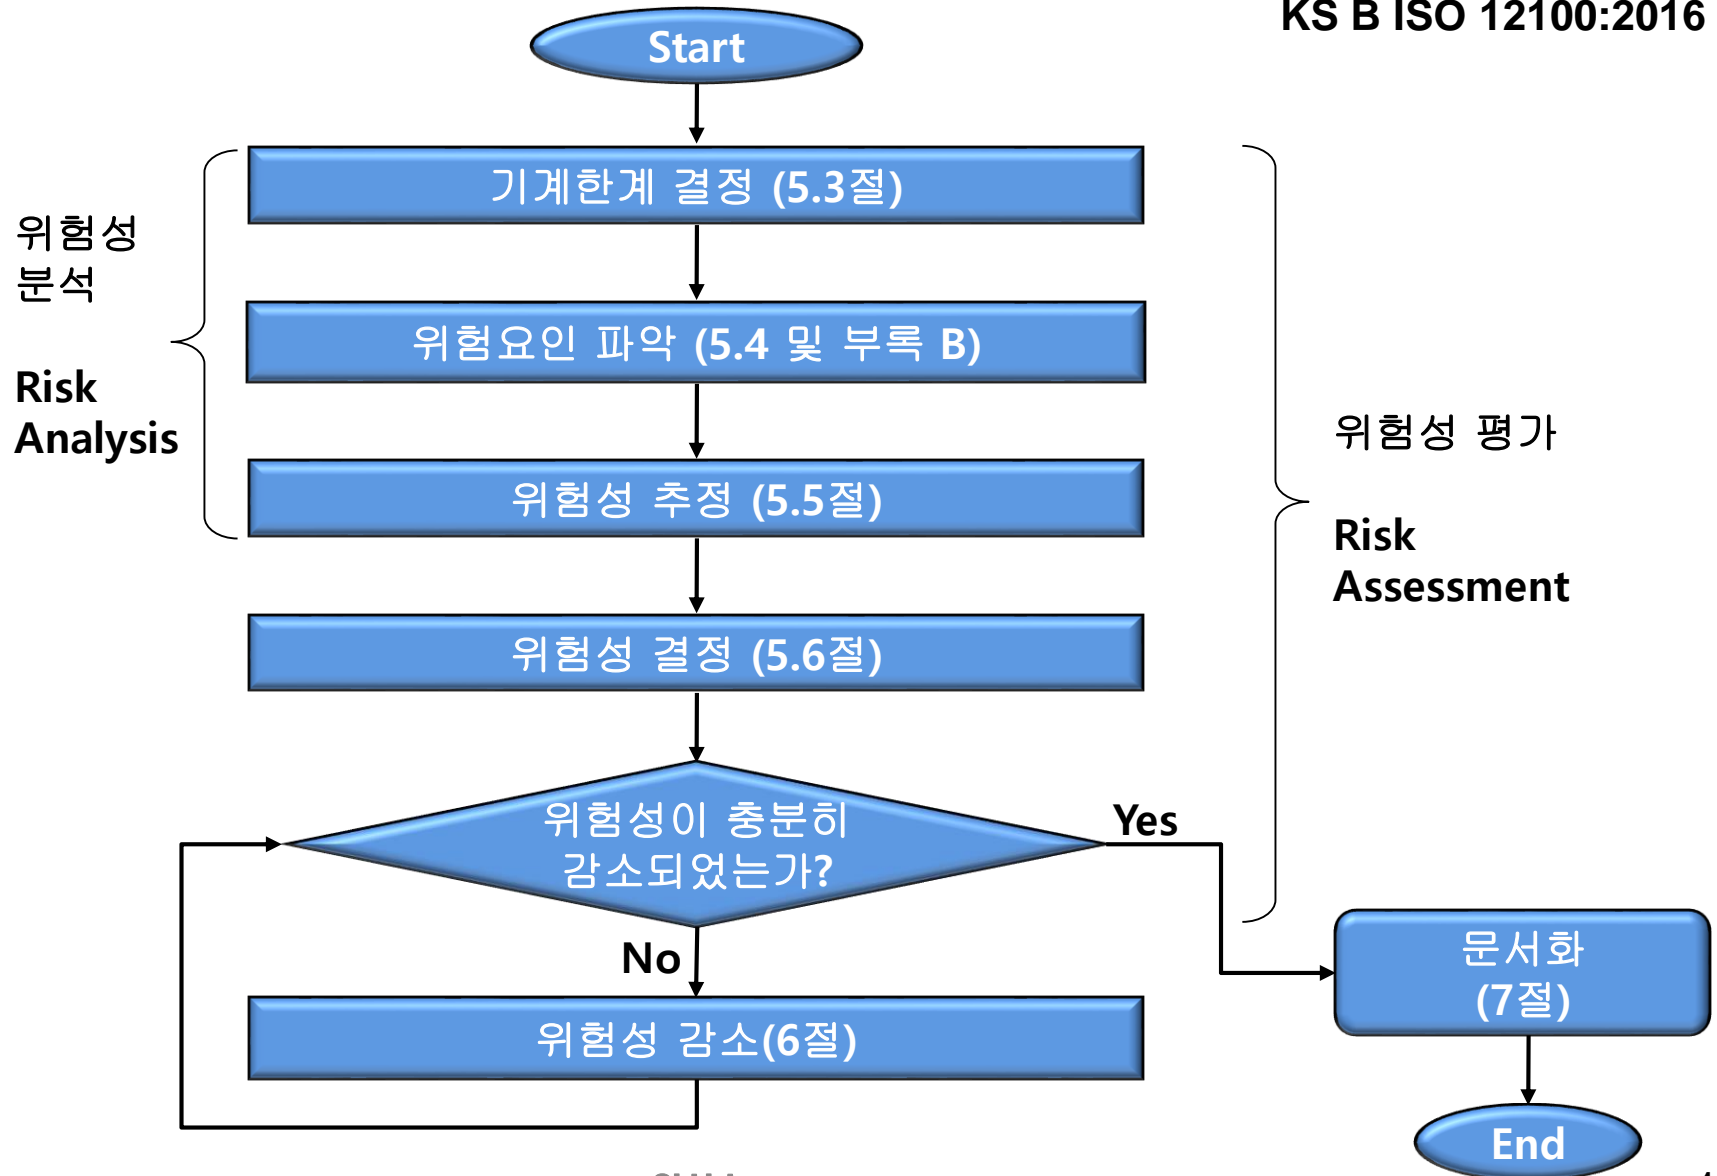 KS B ISO 12100:2016
Start
기계한계 결정 (5.3절)
위험성
분석
Risk
Analysis
위험요인 파악 (5.4 및 부록 B)
위험성 평가
Risk
Assessment
위험성 추정 (5.5절)
위험성 결정 (5.6절)
위험성이 충분히
감소되었는가?
Yes
No
위험성 감소(6절)
문서화
(7절)
End